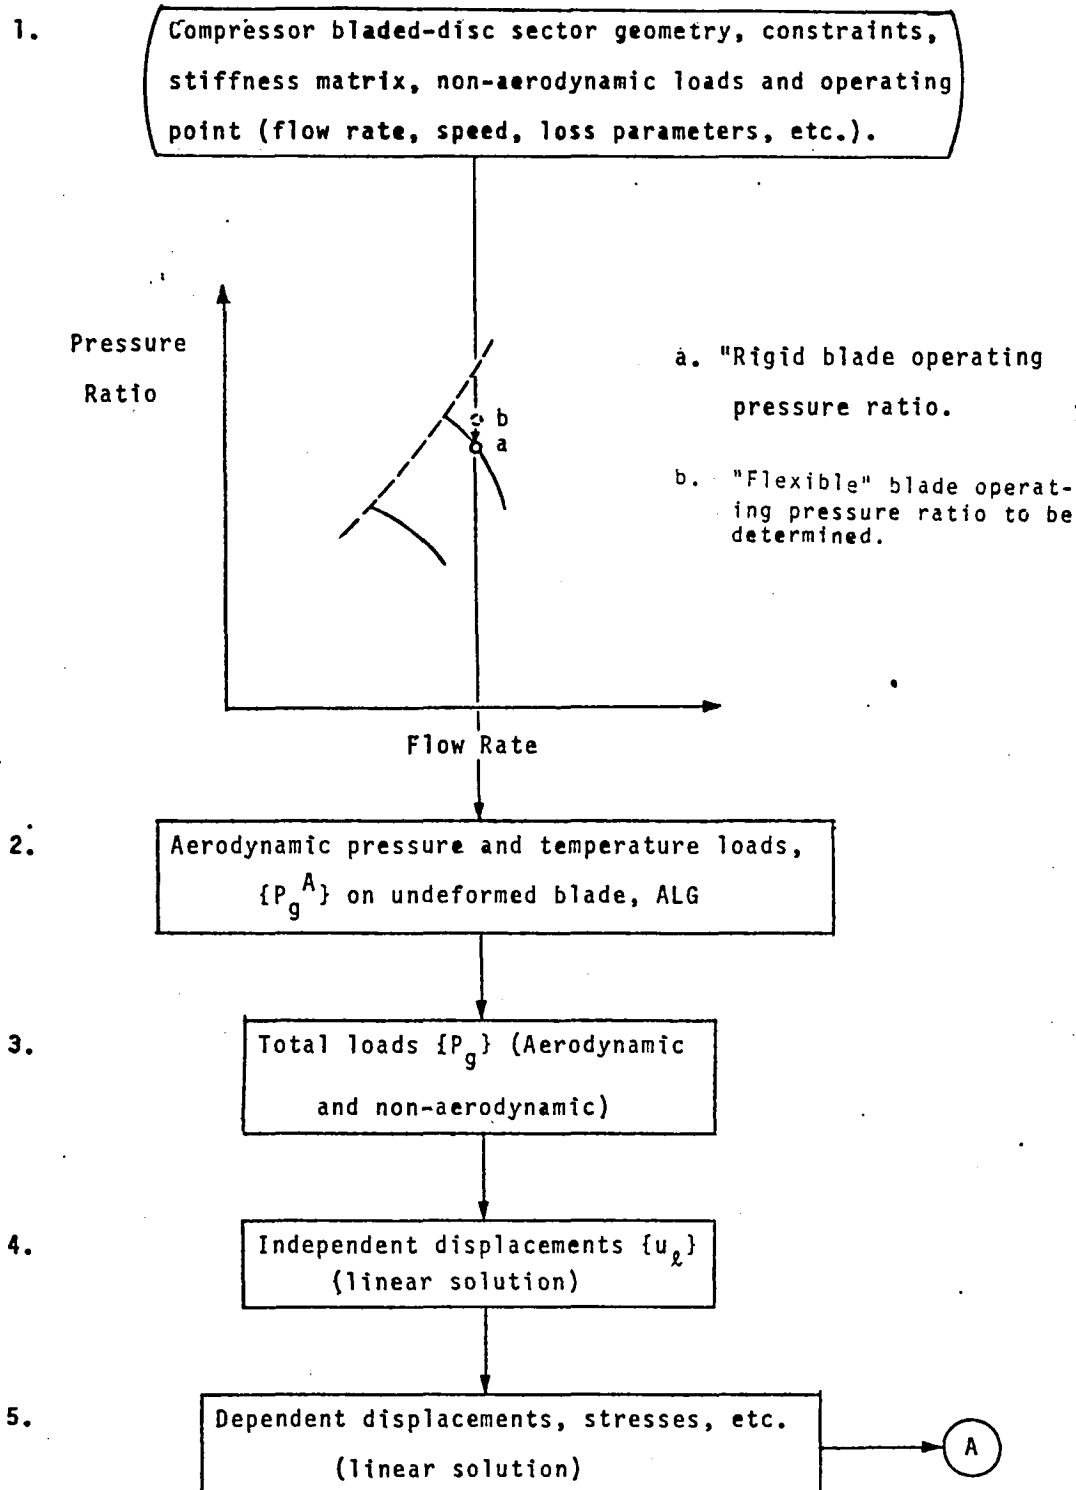 1.
Compressor bladed-disc sector geometry, constraints,
stiffness matrix, non-aerodynamic loads and operating
point (flow rate, speed, loss parameters, etc.).
Pressure
Ratio
b
a
a. "Rigid blade operating
pressure ratio.
b. "Flexible" blade operat-
ing pressure ratio to be
determined.
Flow Rate
2.
Aerodynamic pressure and temperature loads,
{P_g^A} on undeformed blade, ALG
3.
Total loads {P_g} (Aerodynamic
and non-aerodynamic)
4.
Independent displacements {u_ℓ}
(linear solution)
5.
Dependent displacements, stresses, etc.
(linear solution)
A